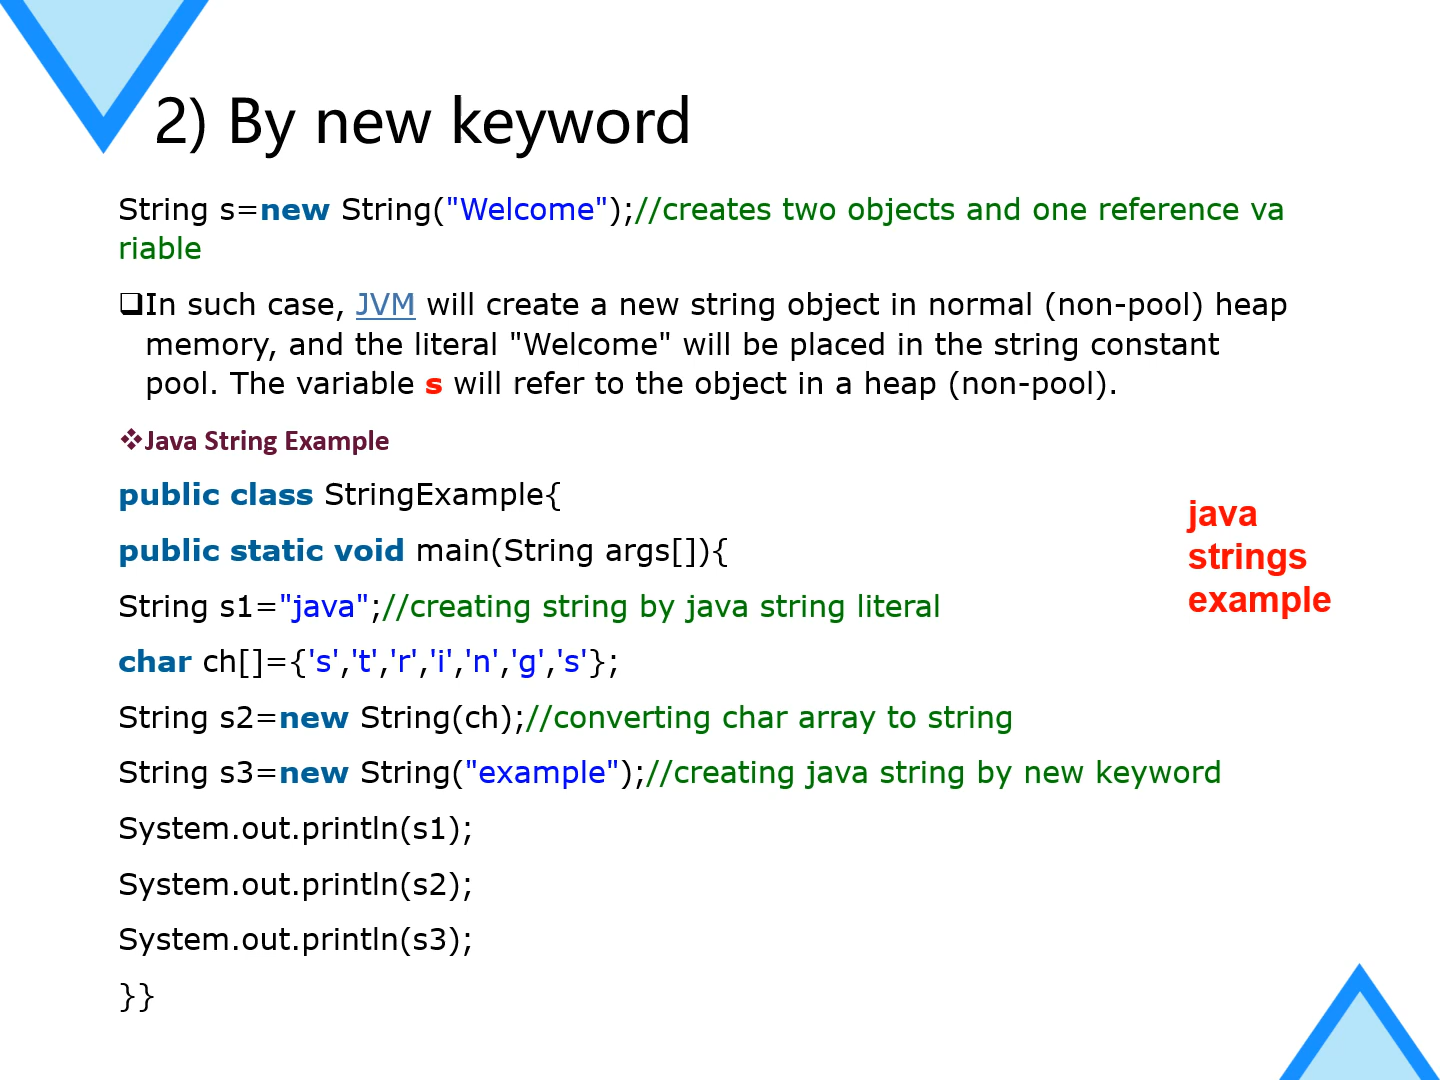 2) By new keyword
String s=new String("Welcome");//creates two objects and one reference va
riable
❑In such case, JVM will create a new string object in normal (non-pool) heap
memory, and the literal "Welcome" will be placed in the string constant
pool. The variable s will refer to the object in a heap (non-pool).
❖Java String Example
public class StringExample{
public static void main(String args[]){
String s1="java";//creating string by java string literal
char ch[]={'s','t','r','i','n','g','s'};
String s2=new String(ch);//converting char array to string
String s3=new String("example");//creating java string by new keyword
System.out.println(s1);
System.out.println(s2);
System.out.println(s3);
}}
java
strings
example